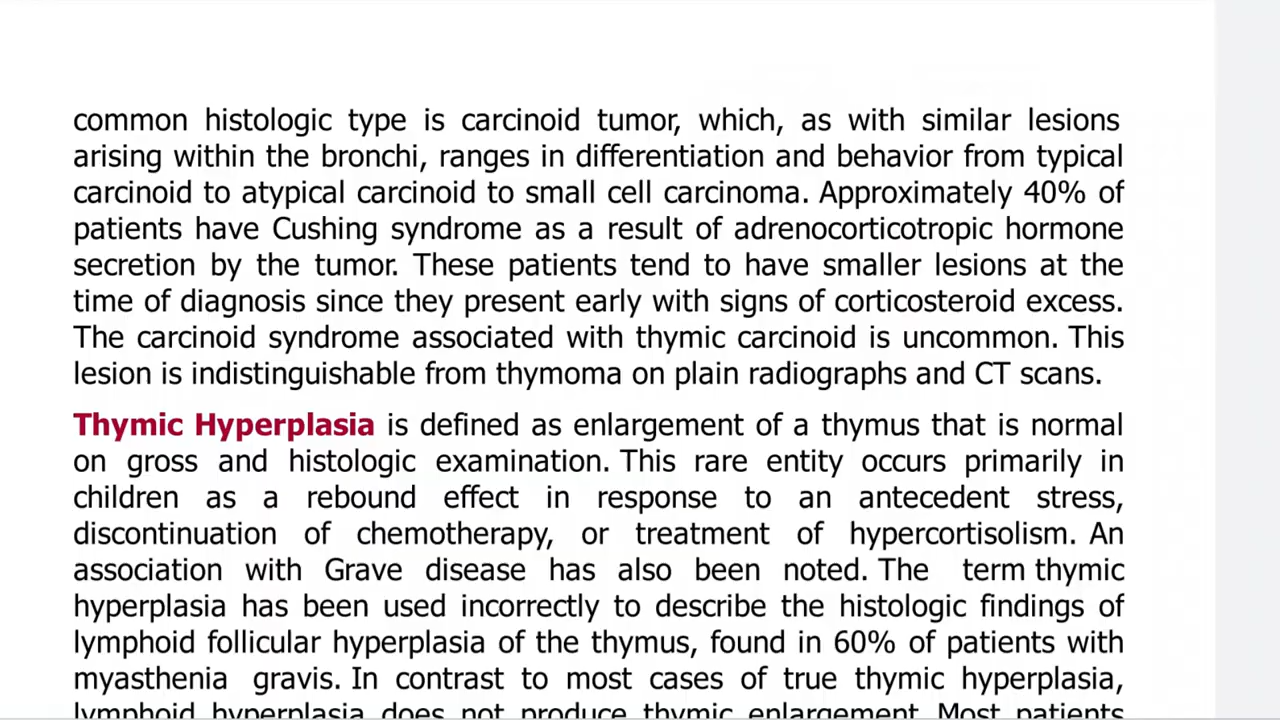 common histologic type is carcinoid tumor, which, as with similar lesions
arising within the bronchi, ranges in differentiation and behavior from typical
carcinoid to atypical carcinoid to small cell carcinoma. Approximately 40% of
patients have Cushing syndrome as a result of adrenocorticotropic hormone
secretion by the tumor. These patients tend to have smaller lesions at the
time of diagnosis since they present early with signs of corticosteroid excess.
The carcinoid syndrome associated with thymic carcinoid is uncommon. This
lesion is indistinguishable from thymoma on plain radiographs and CT scans.
Thymic Hyperplasia is defined as enlargement of a thymus that is normal
on gross and histologic examination. This rare entity occurs primarily in
children as a rebound effect in response to an antecedent stress,
discontinuation of chemotherapy, or treatment of hypercortisolism. An
association with Grave disease has also been noted. The term thymic
hyperplasia has been used incorrectly to describe the histologic findings of
lymphoid follicular hyperplasia of the thymus, found in 60% of patients with
myasthenia gravis. In contrast to most cases of true thymic hyperplasia,
lymphoid hyperplasia does not produce thymic enlargement. Most patients